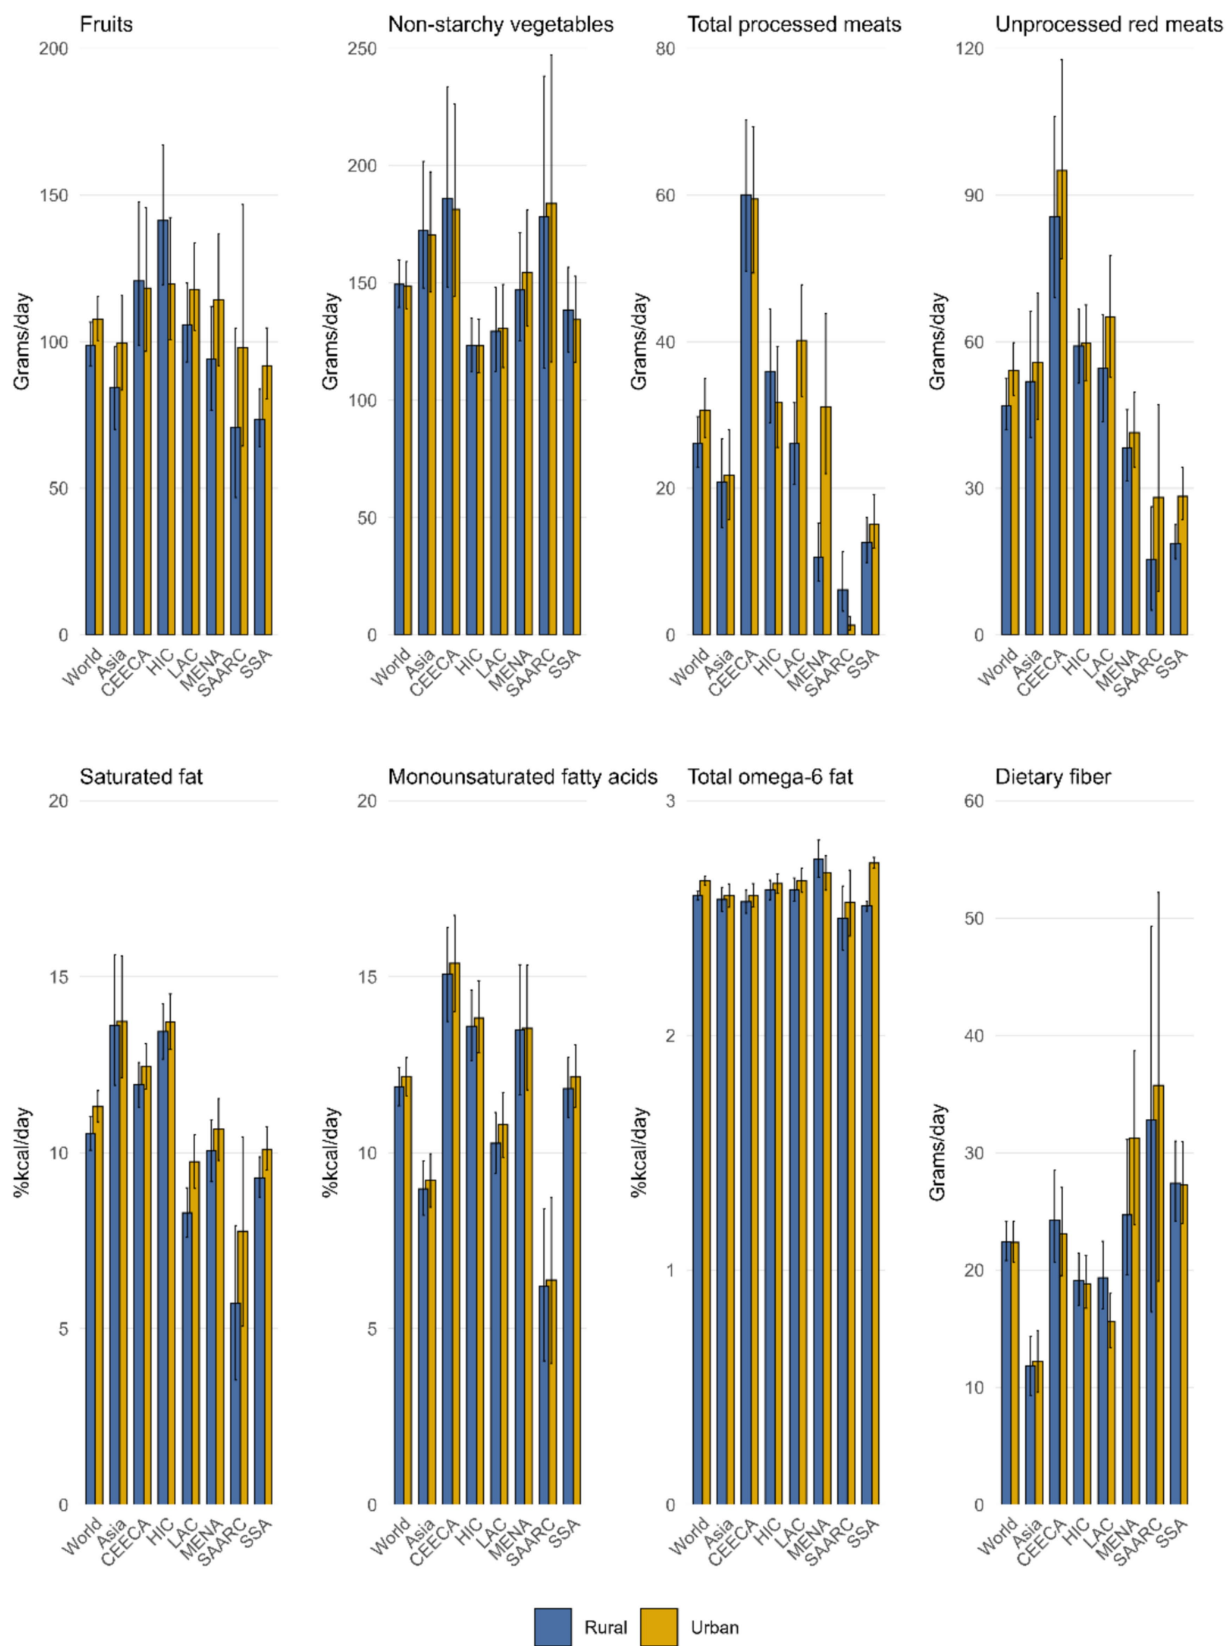 Fruits
Non-starchy vegetables
Total processed meats
Unprocessed red meats
200
150
100
50
0
Grams/day
World
Asia
CEECA
HIC
LAC
MENA
SAARC
SSA
250
200
150
100
50
0
Grams/day
World
Asia
CEECA
HIC
LAC
MENA
SAARC
SSA
80
60
40
20
0
Grams/day
World
Asia
CEECA
HIC
LAC
MENA
SAARC
SSA
120
90
60
30
0
Grams/day
World
Asia
CEECA
HIC
LAC
MENA
SAARC
SSA
Saturated fat
Monounsaturated fatty acids
Total omega-6 fat
Dietary fiber
20
15
10
5
0
%kcal/day
World
Asia
CEECA
HIC
LAC
MENA
SAARC
SSA
20
15
10
5
0
%kcal/day
World
Asia
CEECA
HIC
LAC
MENA
SAARC
SSA
3
2
1
0
%kcal/day
World
Asia
CEECA
HIC
LAC
MENA
SAARC
SSA
60
50
40
30
20
10
0
Grams/day
World
Asia
CEECA
HIC
LAC
MENA
SAARC
SSA
Rural
Urban